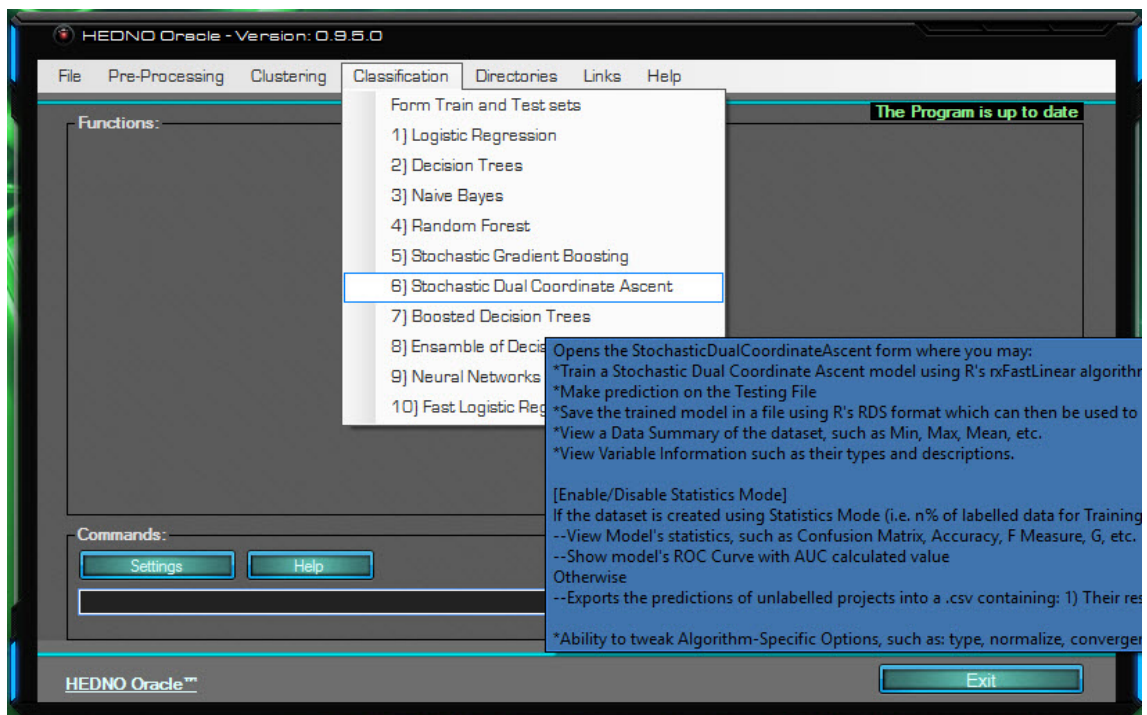 HEDNO Oracle - Version: 0.9.5.0
File Pre-Processing Clustering Classification Directories Links Help
The Program is up to date
Functions:
Form Train and Test sets
1) Logistic Regression
2) Decision Trees
3) Naive Bayes
4) Random Forest
5) Stochastic Gradient Boosting
6) Stochastic Dual Coordinate Ascent
7) Boosted Decision Trees
8) Ensamble of Decis
9) Neural Networks
10) Fast Logistic Reg
Opens the StochasticDualCoordinateAscent form where you may:
*Train a Stochastic Dual Coordinate Ascent model using R's rxFastLinear algorithm
*Make prediction on the Testing File
*Save the trained model in a file using R's RDS format which can then be used to
*View a Data Summary of the dataset, such as Min, Max, Mean, etc.
*View Variable Information such as their types and descriptions.
[Enable/Disable Statistics Mode]
If the dataset is created using Statistics Mode (i.e. n% of labelled data for Training
--View Model's statistics, such as Confusion Matrix, Accuracy, F Measure, G, etc.
--Show model's ROC Curve with AUC calculated value
Otherwise
--Exports the predictions of unlabelled projects into a .csv containing: 1) Their res
*Ability to tweak Algorithm-Specific Options, such as: type, normalize, converger
Commands:
Settings Help
HEDNO Oracle™
Exit